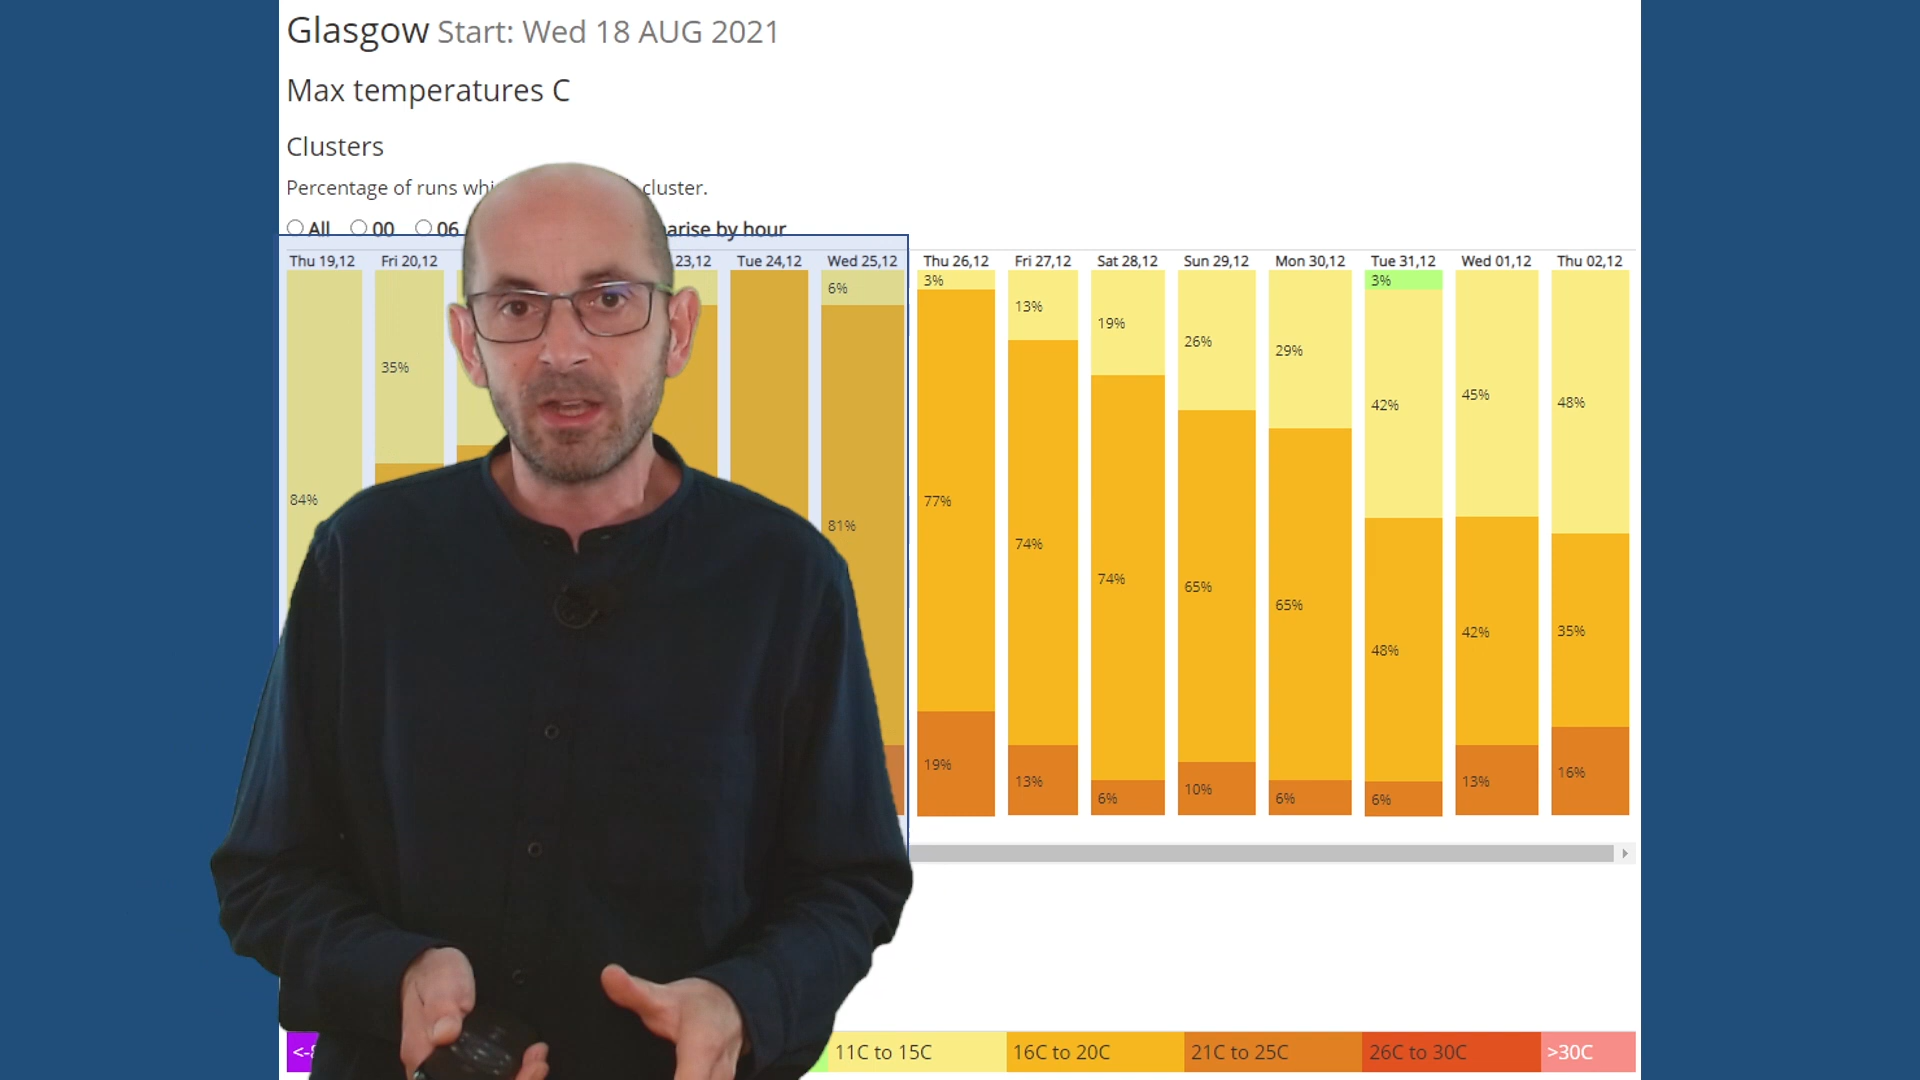 Glasgow Start: Wed 18 AUG 2021
Max temperatures C
Clusters
Percentage of runs cluster.
All 00 06 by hour
Thu 19,12 Fri 20,12 23,12 Tue 24,12 Wed 25,12 Thu 26,12 Fri 27,12 Sat 28,12 Sun 29,12 Mon 30,12 Tue 31,12 Wed 01,12 Thu 02,12
3% 3%
6% 13% 19% 26% 29%
35% 42% 45% 48%
84% 81% 77% 74% 74% 65% 65% 48% 42% 35%
19% 13% 6% 10% 6% 6% 13% 16%
11C to 15C 16C to 20C 21C to 25C 26C to 30C >30C